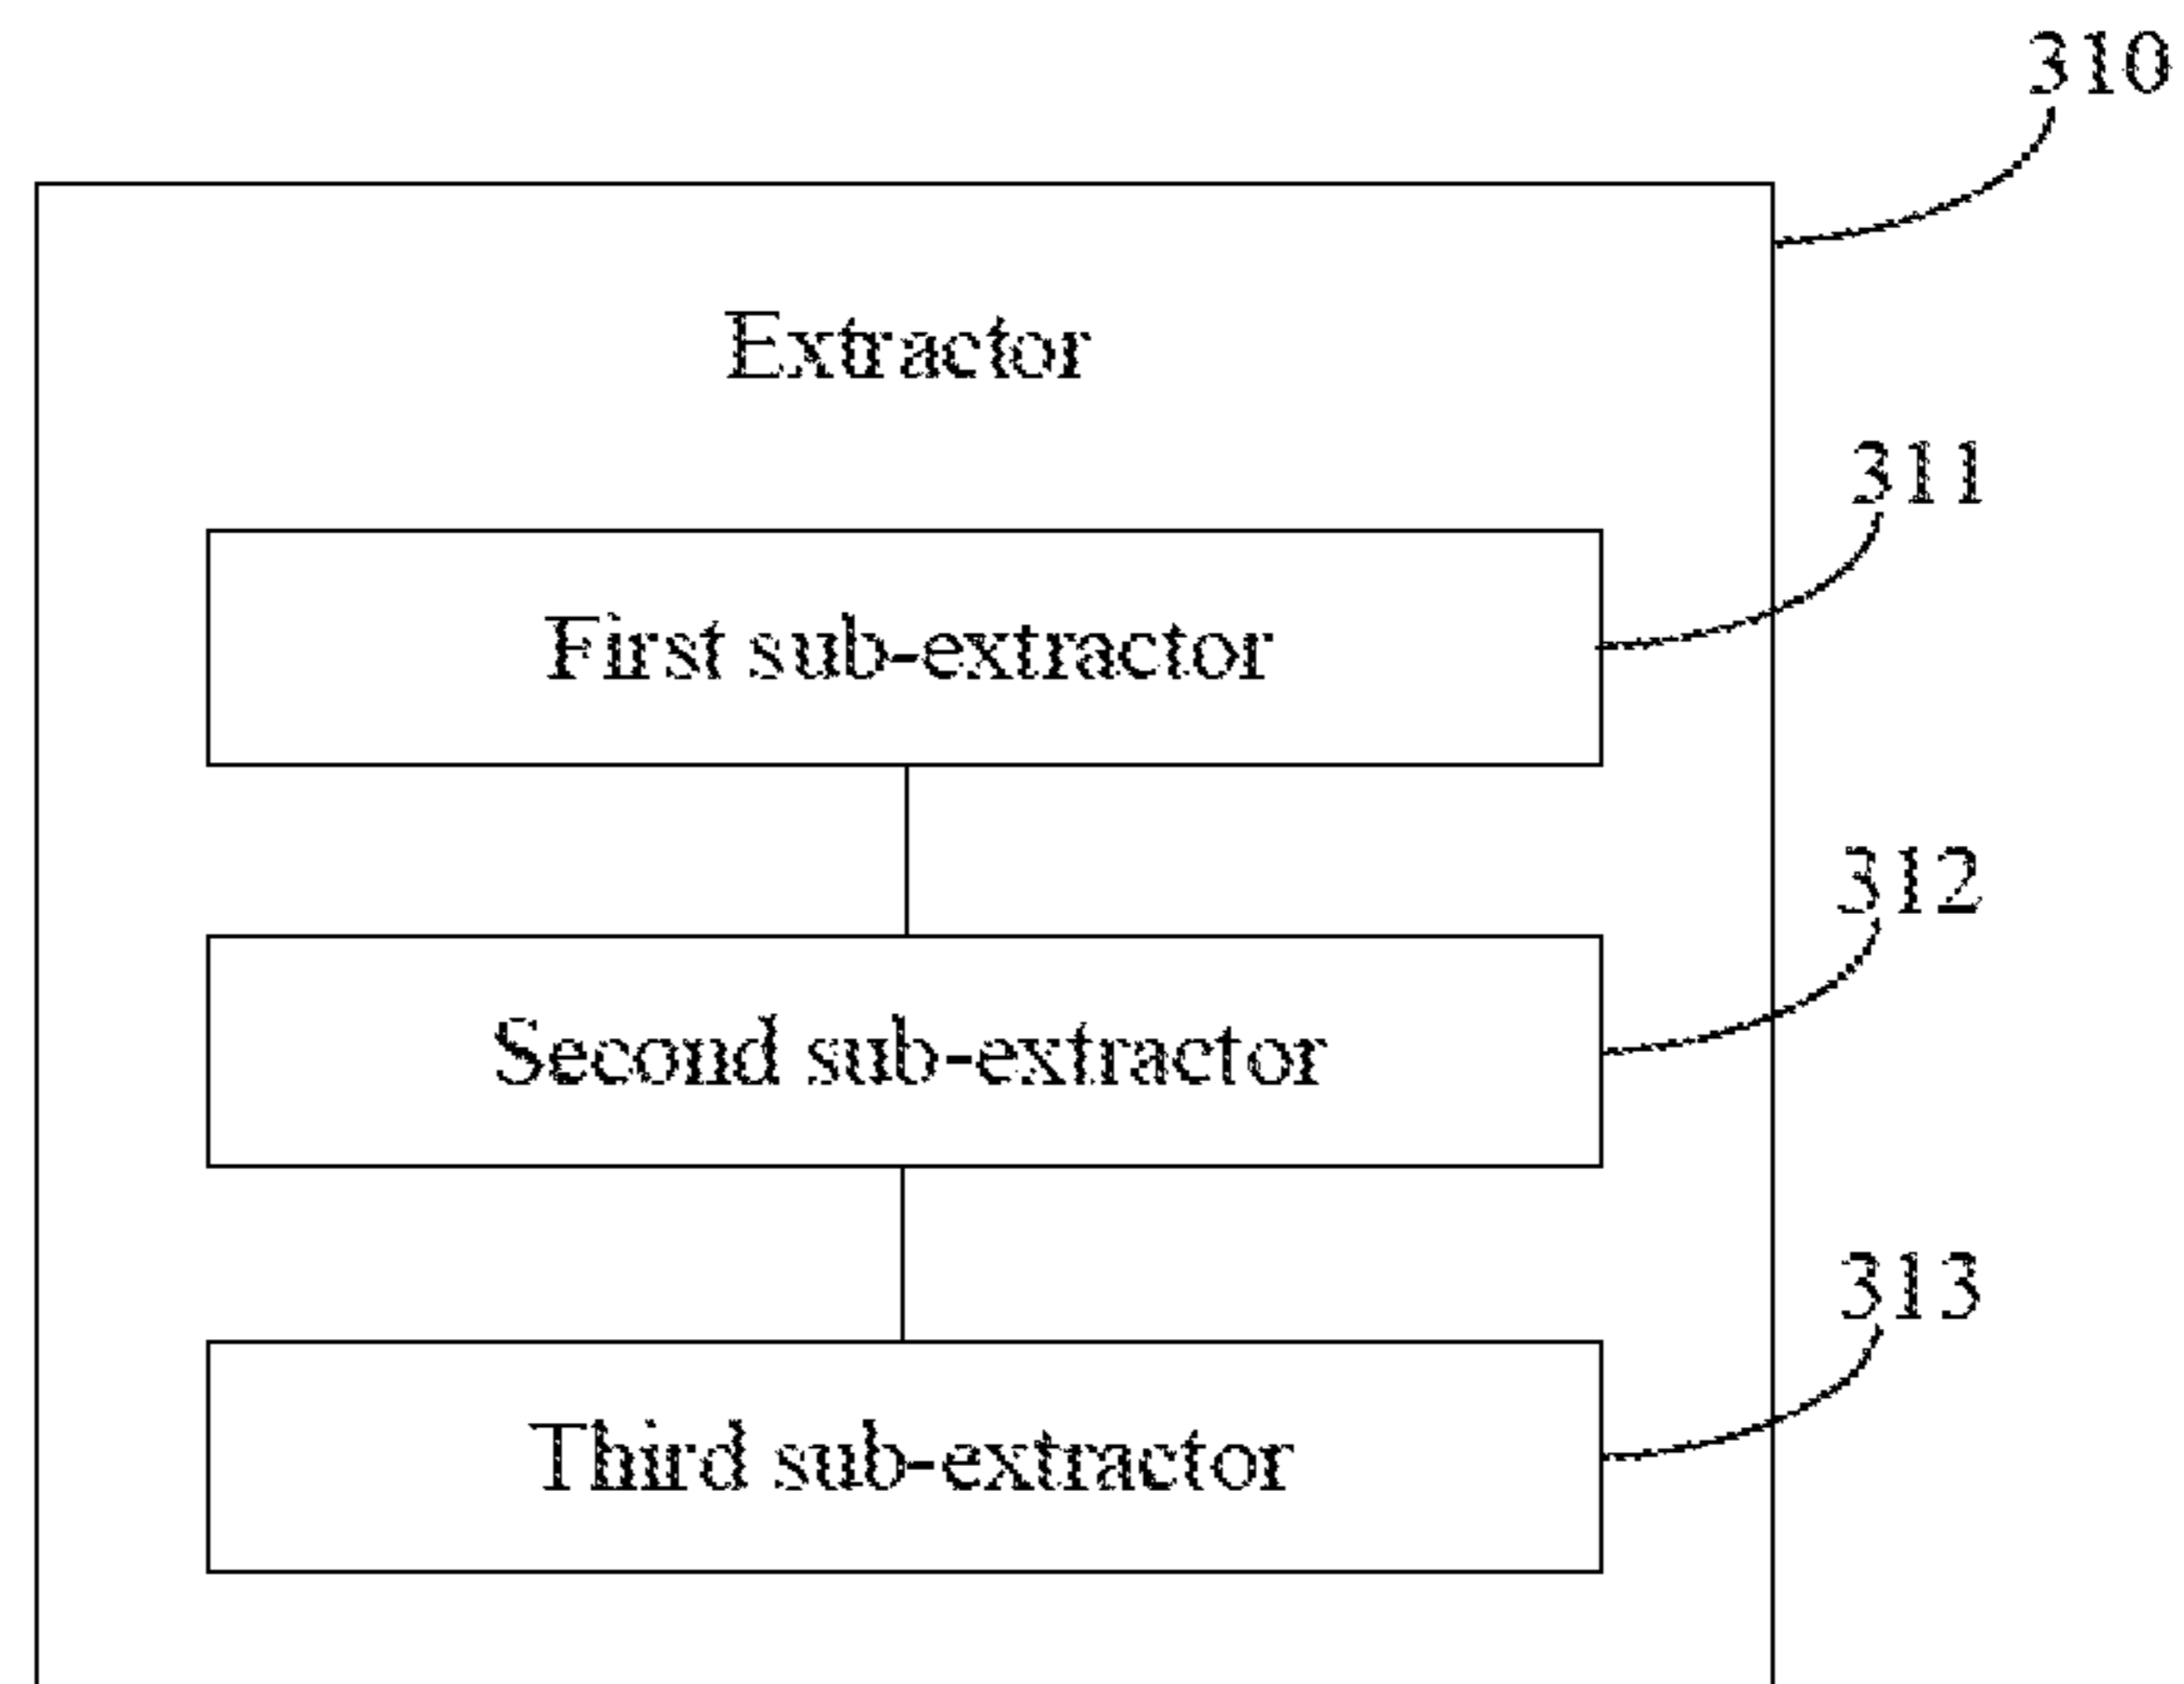 310
Extractor
311
First sub-extractor
312
Second sub-extractor
313
Third sub-extractor